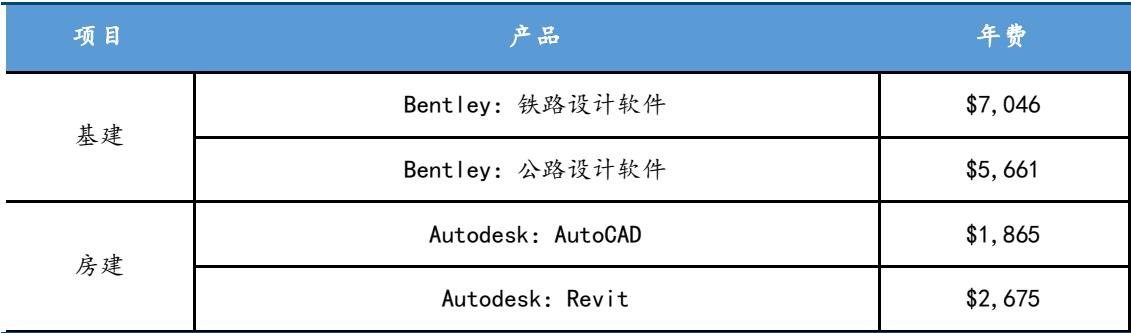 项目 产品 年费
基建
Bentley: 铁路设计软件 $7,046
Bentley: 公路设计软件 $5,661
房建
Autodesk: AutoCAD $1,865
Autodesk: Revit $2,675